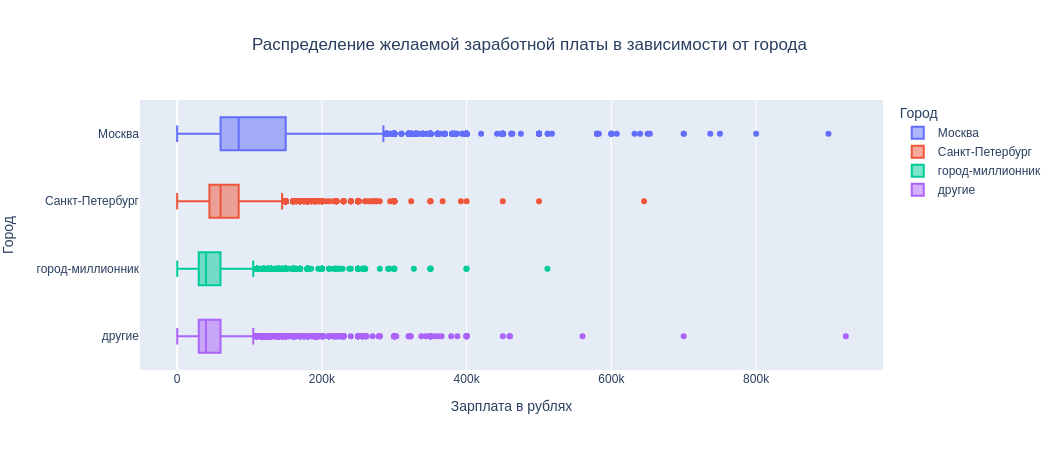 Распределение желаемой заработной платы в зависимости от города
Город
Москва
Санкт-Петербург
город-миллионник
другие
0
200k
400k
600k
800k
Зарплата в рублях
Город
Москва
Санкт-Петербург
город-миллионник
другие